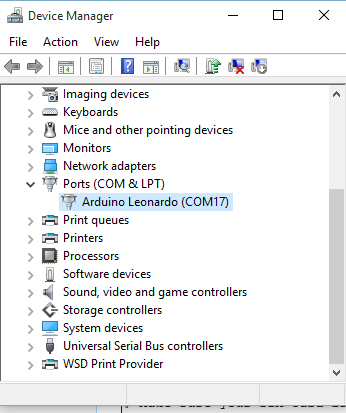 Device Manager
File Action View Help
Imaging devices
Keyboards
Mice and other pointing devices
Monitors
Network adapters
Ports (COM & LPT)
Arduino Leonardo (COM17)
Print queues
Printers
Processors
Software devices
Sound, video and game controllers
Storage controllers
System devices
Universal Serial Bus controllers
WSD Print Provider